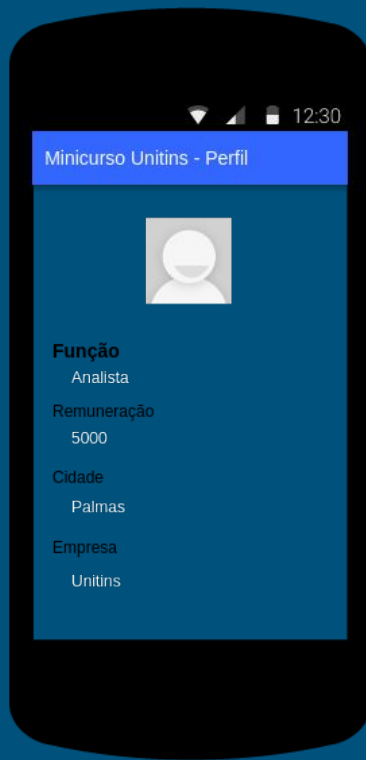 12:30
Minicurso Unitins - Perfil
Função
Analista
Remuneração
5000
Cidade
Palmas
Empresa
Unitins